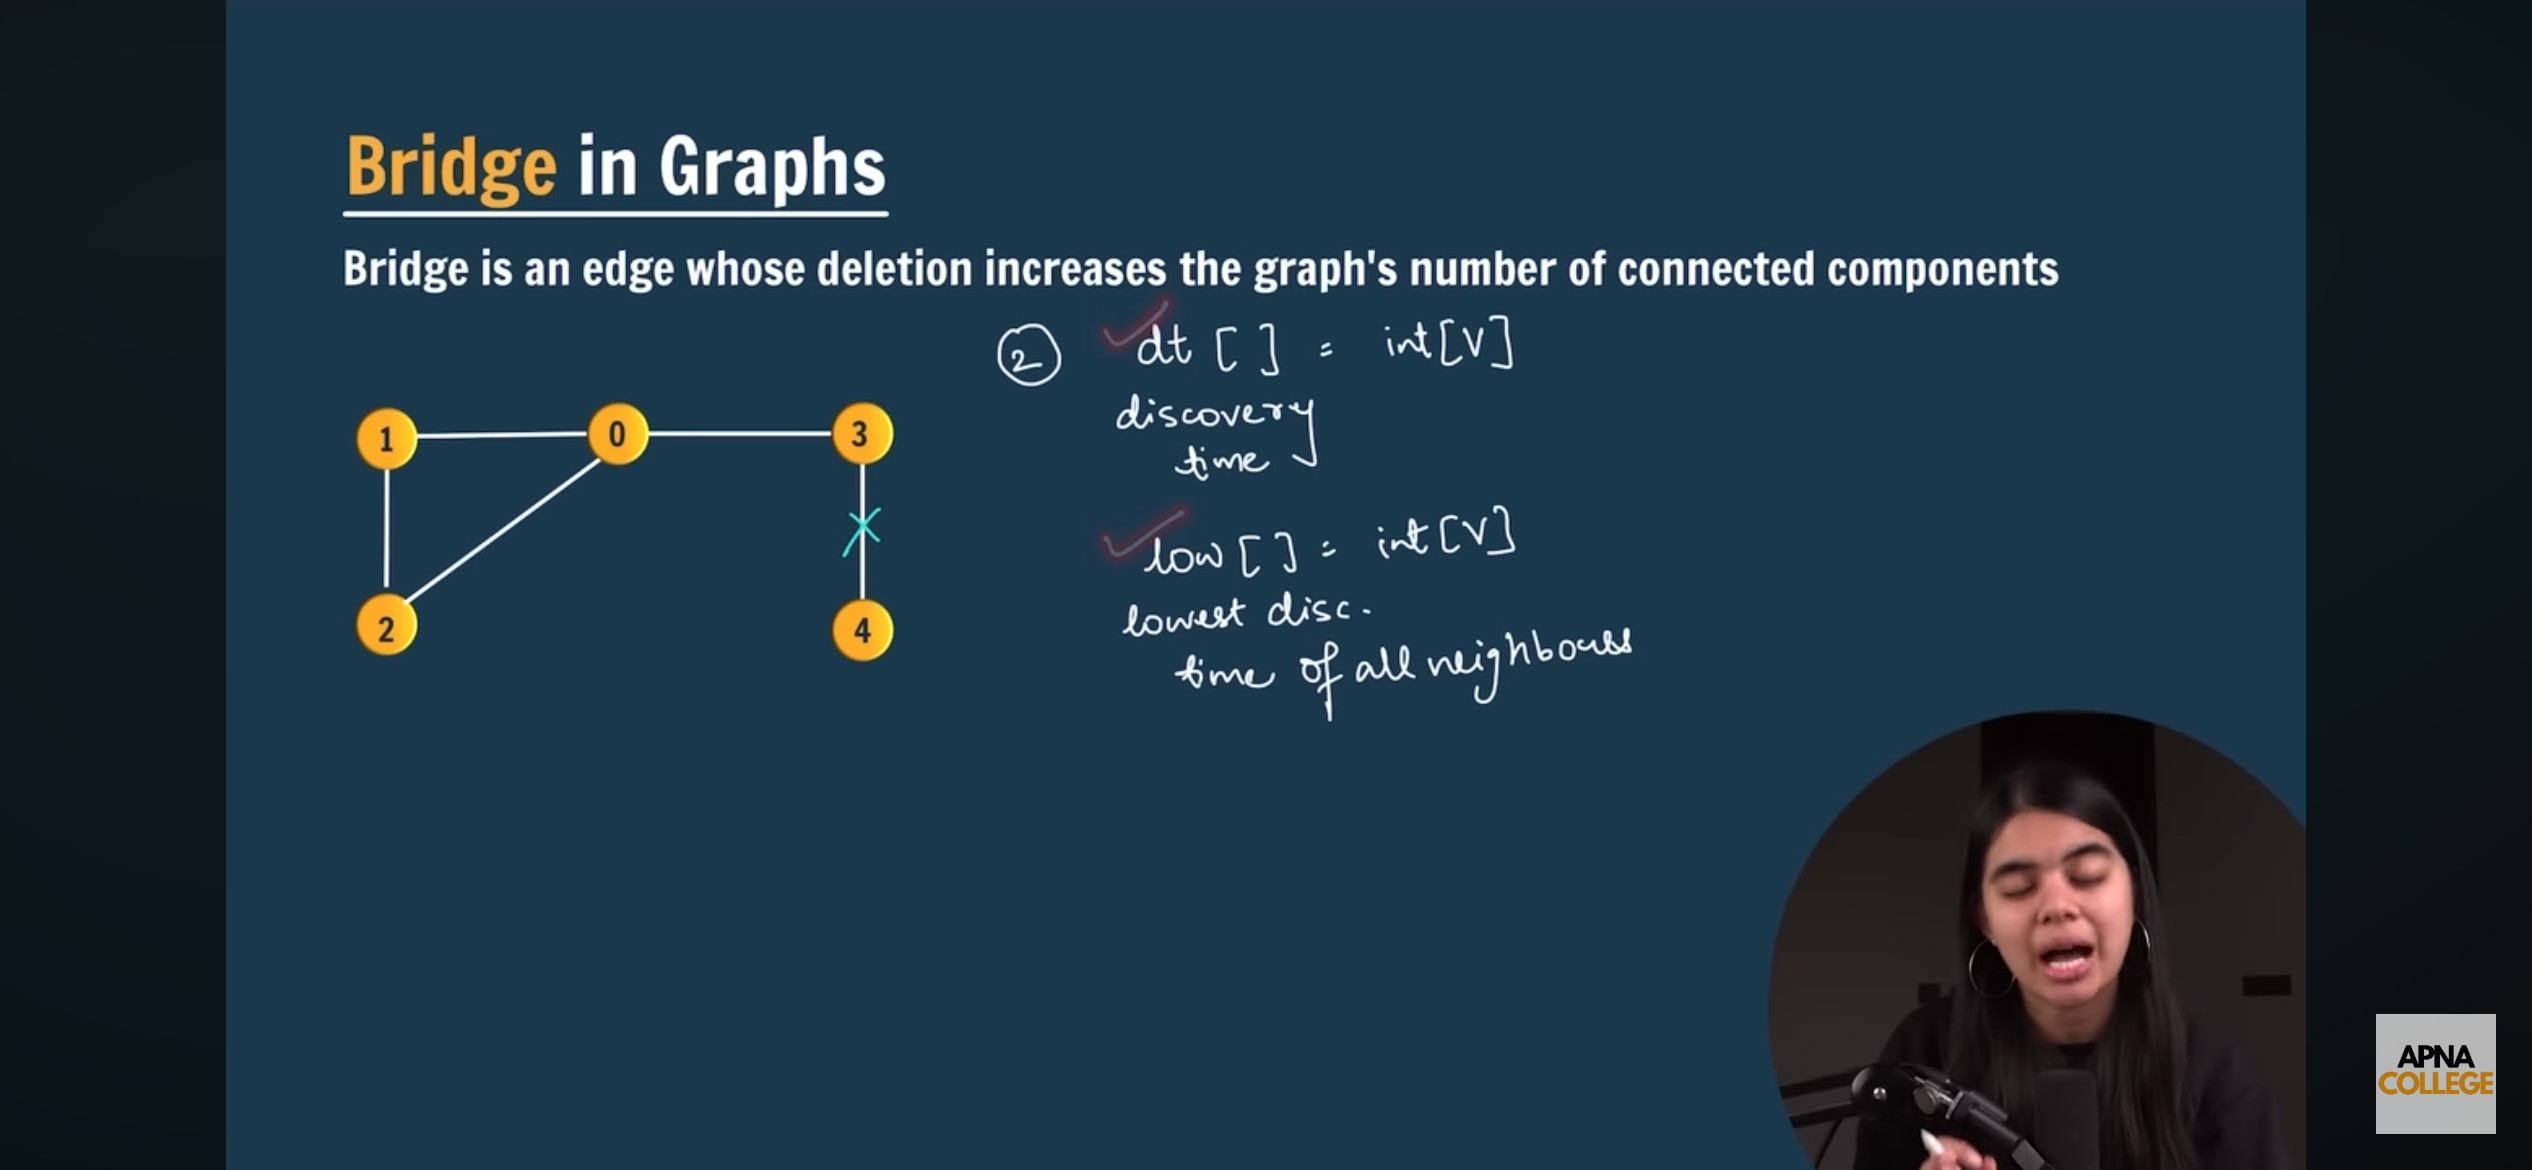 Bridge in Graphs
Bridge is an edge whose deletion increases the graph's number of connected components
2 dt [ ] = int[V]
discovery
time
low [ ] = int[V]
lowest disc.
time of all neighbours
1 0 3
2 4
APNA
COLLEGE